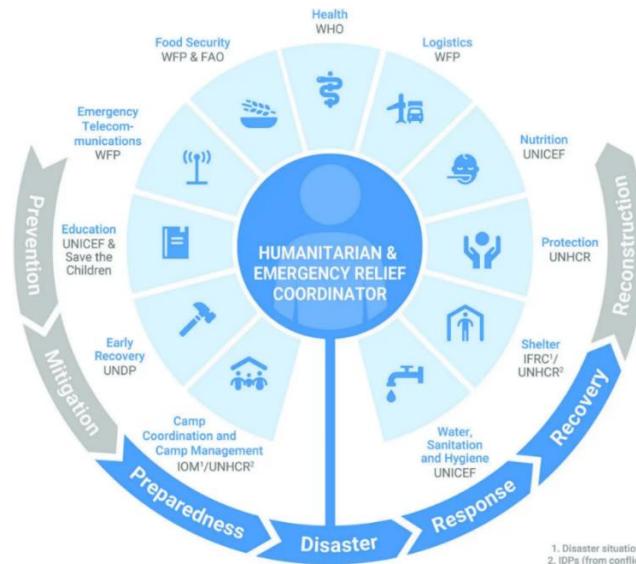 Health
WHO
Food Security
WFP & FAO
Logistics
WFP
Emergency
Telecom-
munications
WFP
Nutrition
UNICEF
Education
UNICEF &
Save the
Children
HUMANITARIAN &
EMERGENCY RELIEF
COORDINATOR
Protection
UNHCR
Early
Recovery
UNDP
Shelter
IFRC¹/
UNHCR²
Camp
Coordination and
Camp Management
IOM¹/UNHCR²
Water,
Sanitation
and Hygiene
UNICEF
Prevention
Mitigation
Preparedness
Disaster
Response
Recovery
Reconstruction
1. Disaster
2. IDPs (from